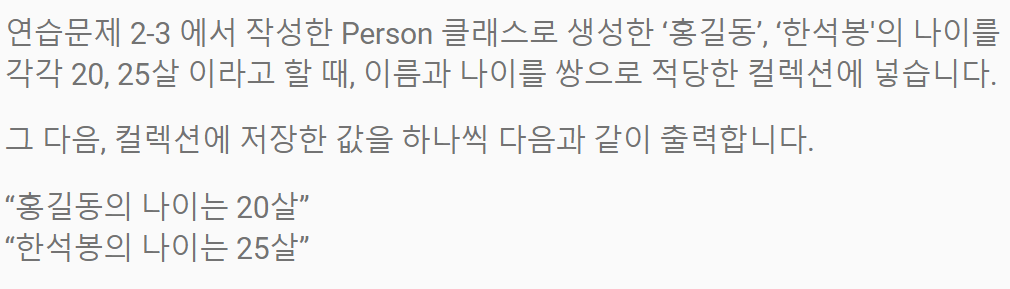 연습문제 2-3 에서 작성한 Person 클래스로 생성한 ‘홍길동’, ‘한석봉'의 나이를
각각 20, 25살 이라고 할 때, 이름과 나이를 쌍으로 적당한 컬렉션에 넣습니다.
그 다음, 컬렉션에 저장한 값을 하나씩 다음과 같이 출력합니다.
“홍길동의 나이는 20살”
“한석봉의 나이는 25살”